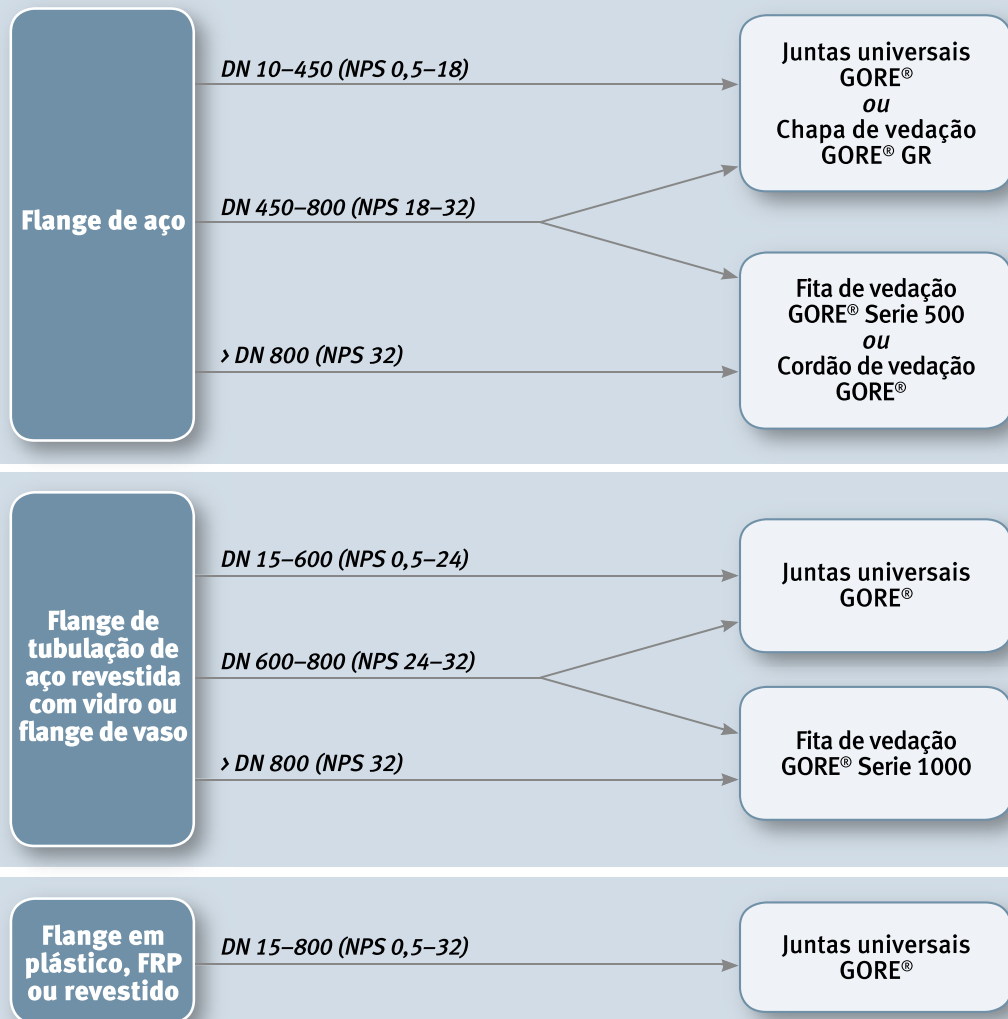 Flange de aço
DN 10–450 (NPS 0,5–18)
DN 450–800 (NPS 18–32)
> DN 800 (NPS 32)
Juntas universais
GORE®
ou
Chapa de vedação
GORE® GR
Fita de vedação
GORE® Serie 500
ou
Cordão de vedação
GORE®
Flange de
tubulação de
aço revestida
com vidro ou
flange de vaso
DN 15–600 (NPS 0,5–24)
DN 600–800 (NPS 24–32)
> DN 800 (NPS 32)
Juntas universais
GORE®
Fita de vedação
GORE® Serie 1000
Flange em
plástico, FRP
ou revestido
DN 15–800 (NPS 0,5–32)
Juntas universais
GORE®